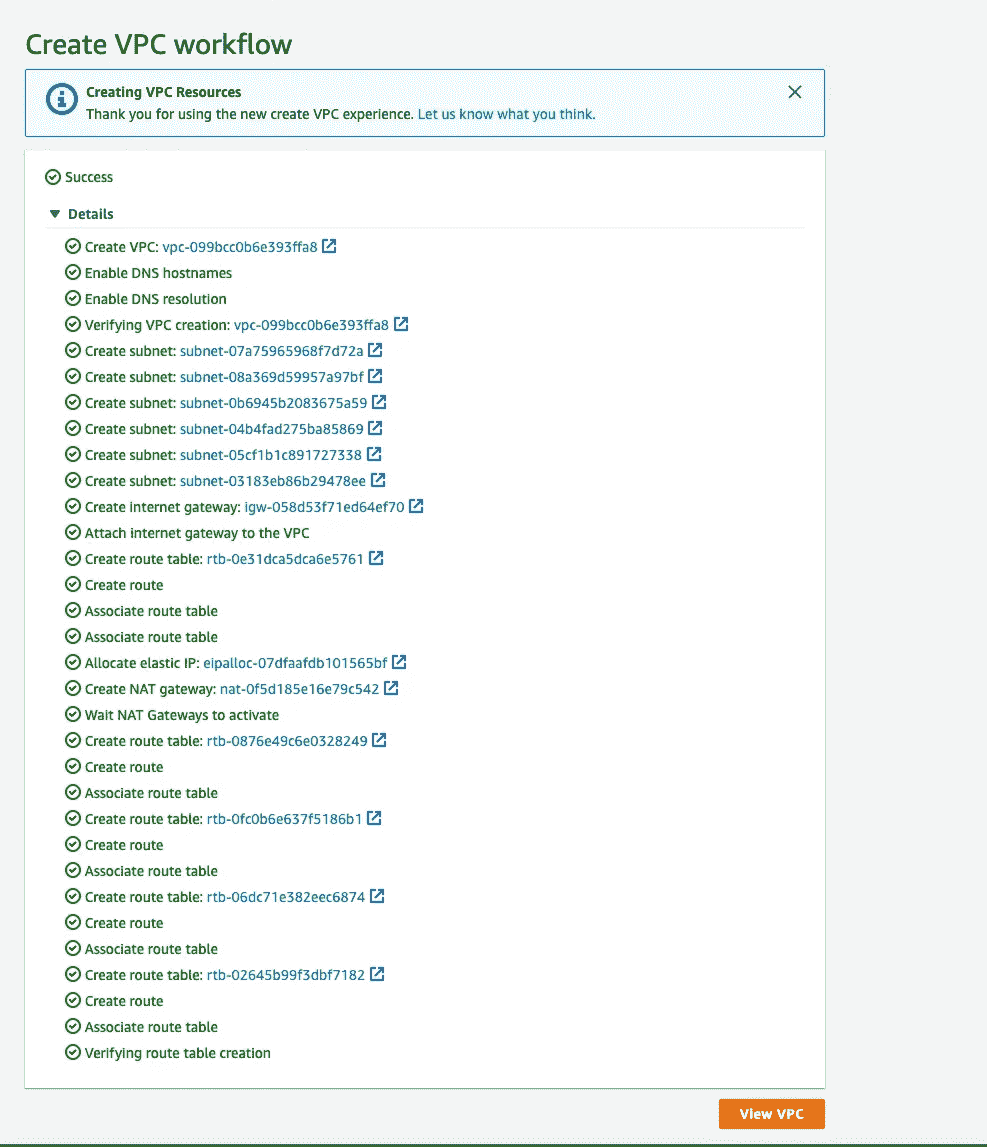 Create VPC workflow
Creating VPC Resources
Thank you for using the new create VPC experience. Let us know what you think.
Success
Details
Create VPC: vpc-099bcc0b6e393ffa8
Enable DNS hostnames
Enable DNS resolution
Verifying VPC creation: vpc-099bcc0b6e393ffa8
Create subnet: subnet-07a75965968f7d72a
Create subnet: subnet-08a369d59957a97bf
Create subnet: subnet-0b6945b2083675a59
Create subnet: subnet-04b4fad275ba85869
Create subnet: subnet-05cf1b1c891727338
Create subnet: subnet-03183eb86b29478ee
Create internet gateway: igw-058d53f71ed64ef70
Attach internet gateway to the VPC
Create route table: rtb-0e31dca5dca6e5761
Create route
Associate route table
Associate route table
Allocate elastic IP: eipalloc-07dfaafdb101565bf
Create NAT gateway: nat-0f5d185e16e79c542
Wait NAT Gateways to activate
Create route table: rtb-0876e49c6e0328249
Create route
Associate route table
Create route table: rtb-0fc0b6e637f5186b1
Create route
Associate route table
Create route table: rtb-06dc71e382eec6874
Create route
Associate route table
Create route table: rtb-02645b99f3dbf7182
Create route
Associate route table
Verifying route table creation
View VPC